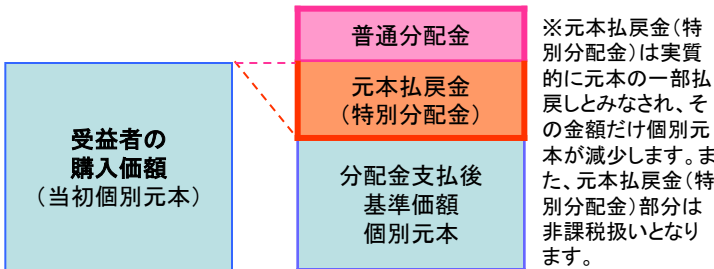 受益者の
購入価額
（当初個別元本）
普通分配金
元本払戻金
（特別分配金）
分配金支払後
基準価額
個別元本
※元本払戻金（特
別分配金）は実質
的に元本の一部払
戻しとみなされ、そ
の金額だけ個別元
本が減少します。ま
た、元本払戻金（特
別分配金）部分は
非課税扱いとなり
ます。